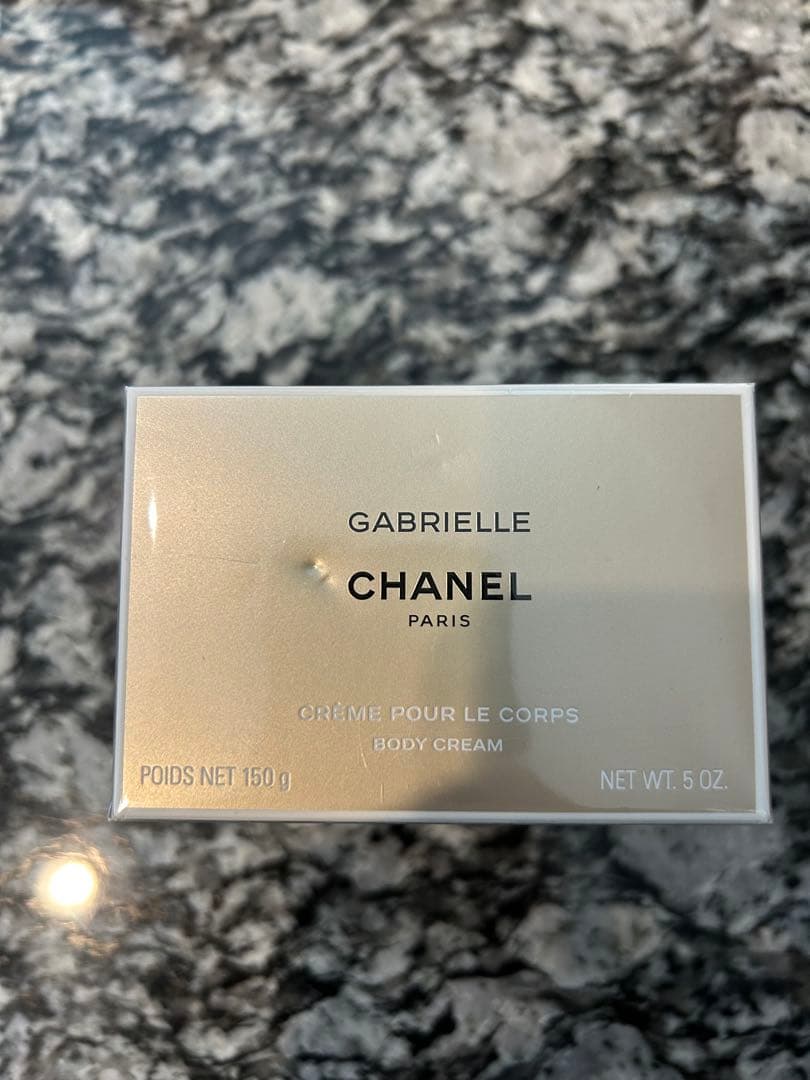 GABRIELLE
CHANEL
PARIS
CRÈME POUR LE CORPS
BODY CREAM
POIDS NET 150 g
NET WT. 5 OZ.